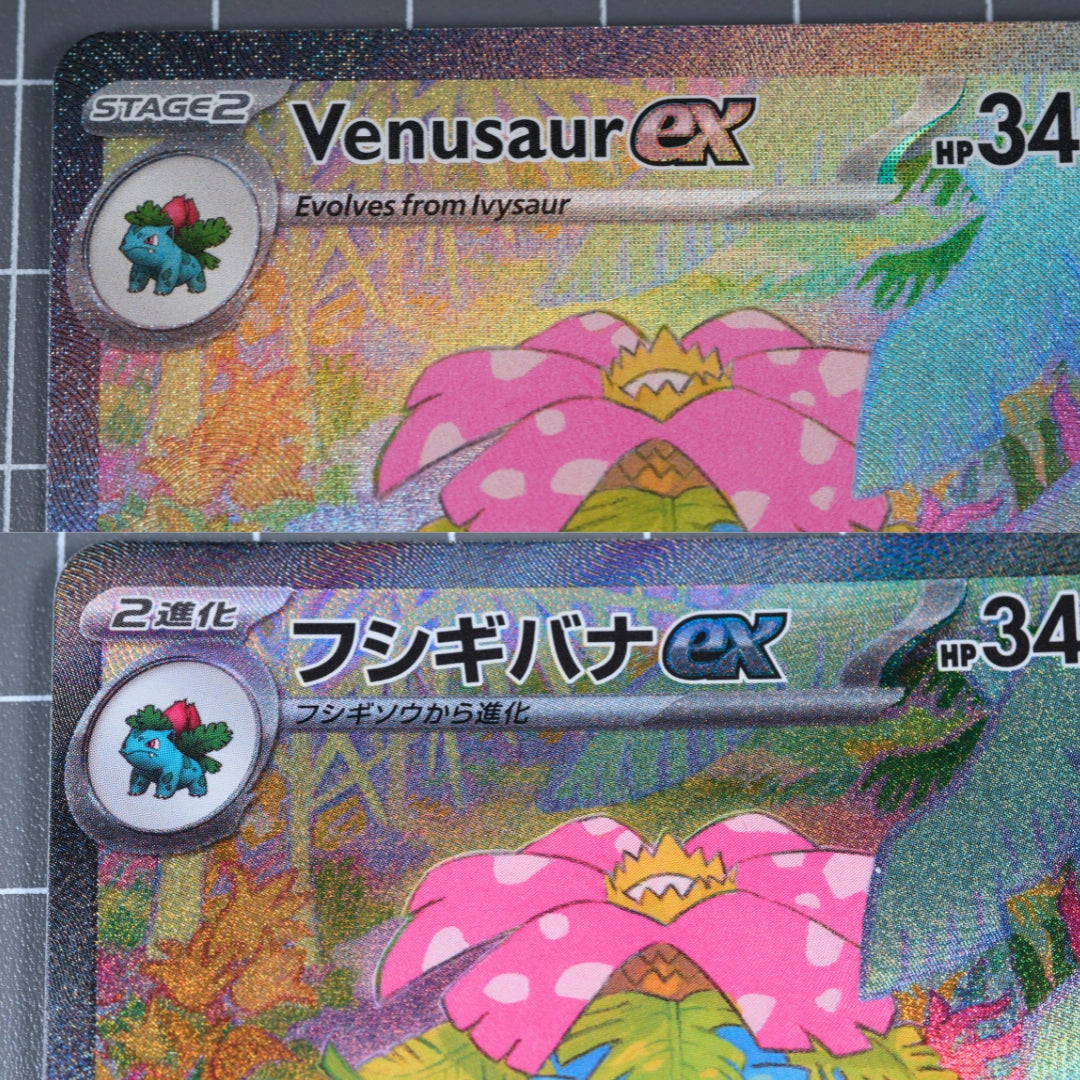 STAGE2 Venusaur ex HP 34
Evolves from Ivysaur
2進化 フシギバナ ex HP 34
フシギソウから進化